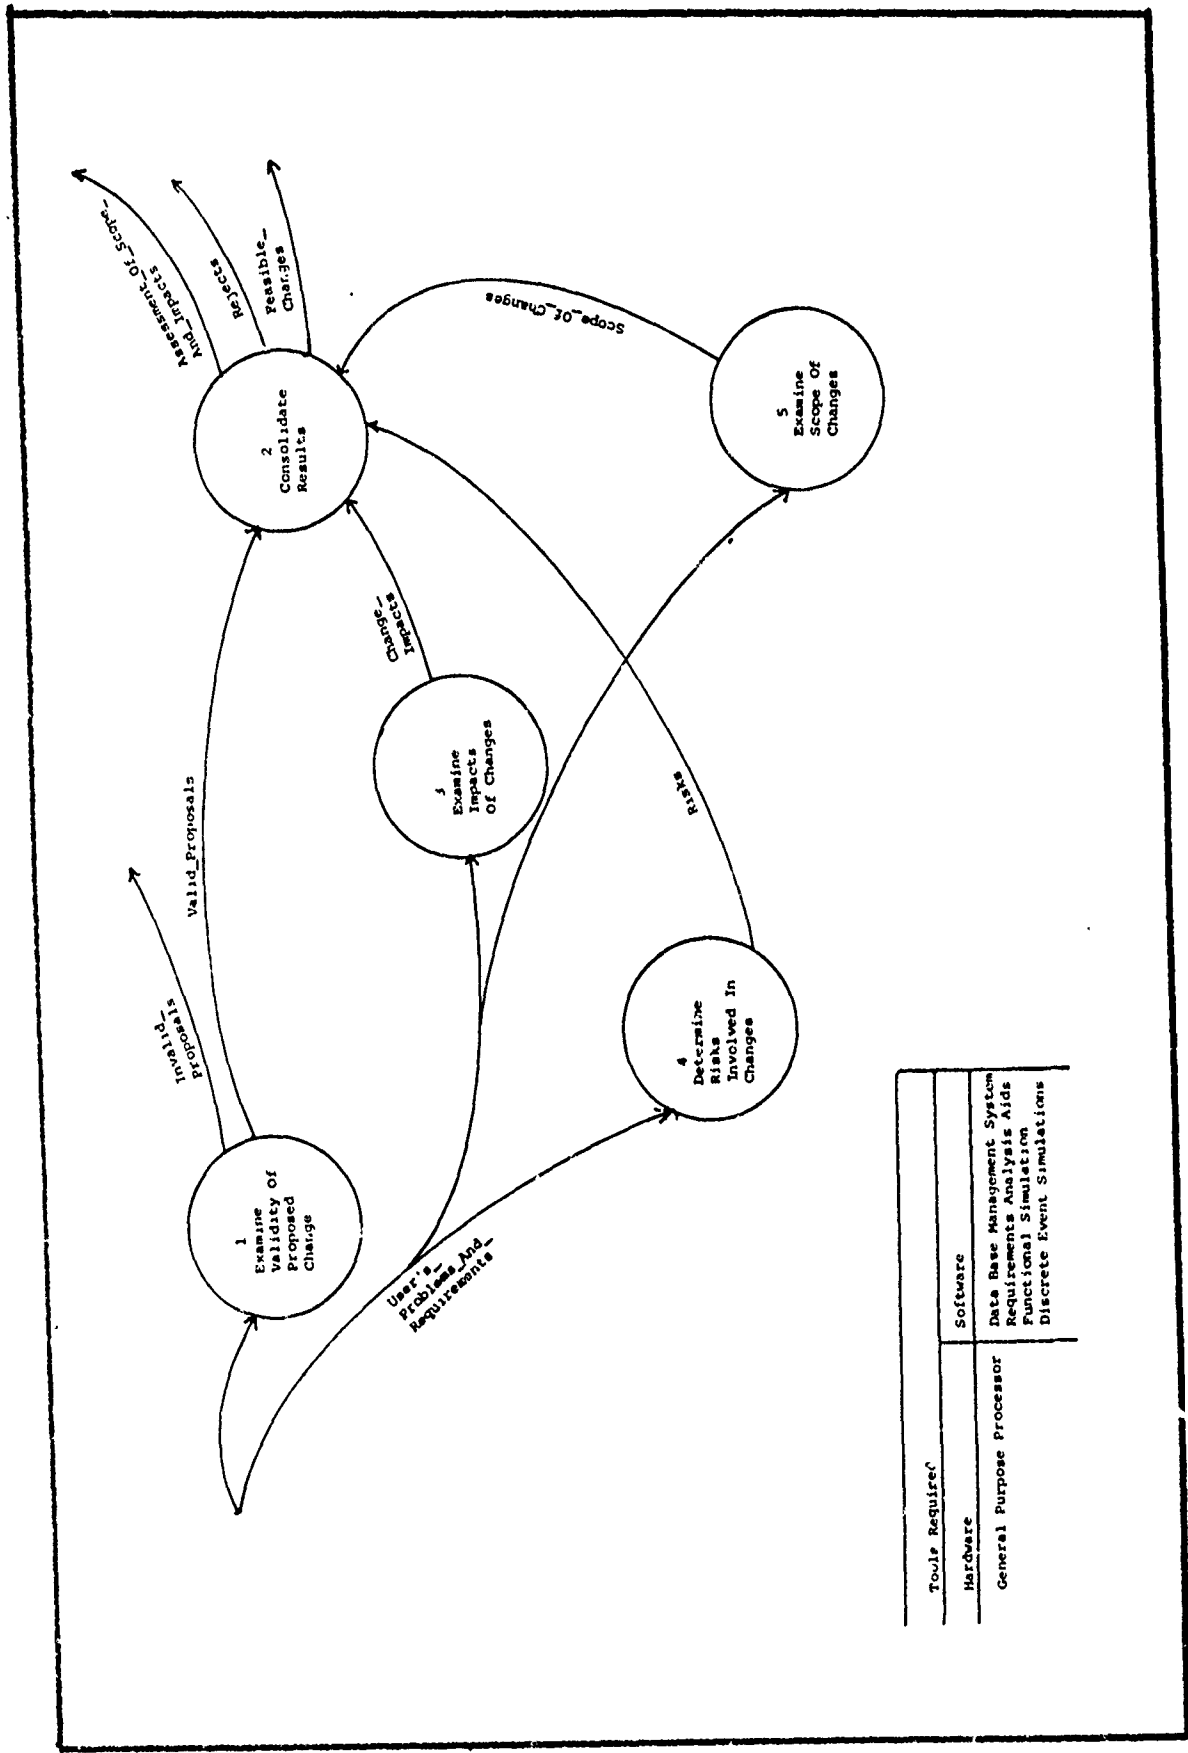 Assessment_Of_Scope_
And_Impacts
Rejects
Feasible_
Changes
Invalid_
Proposals
Valid_Proposals
1
Examine
Validity Of
Proposed
Change
2
Consolidate
Results
Change_
Impacts
3
Examine
Impacts
Of Changes
Scope_Of_Changes
User's_
Problems_And_
Requirements
Risks
4
Determine
Risks
Involved In
Changes
5
Examine
Scope Of
Changes
Tools Required
Hardware
Software
General Purpose Processor
Data Base Management System
Requirements Analysis Aids
Functional Simulation
Discrete Event Simulations